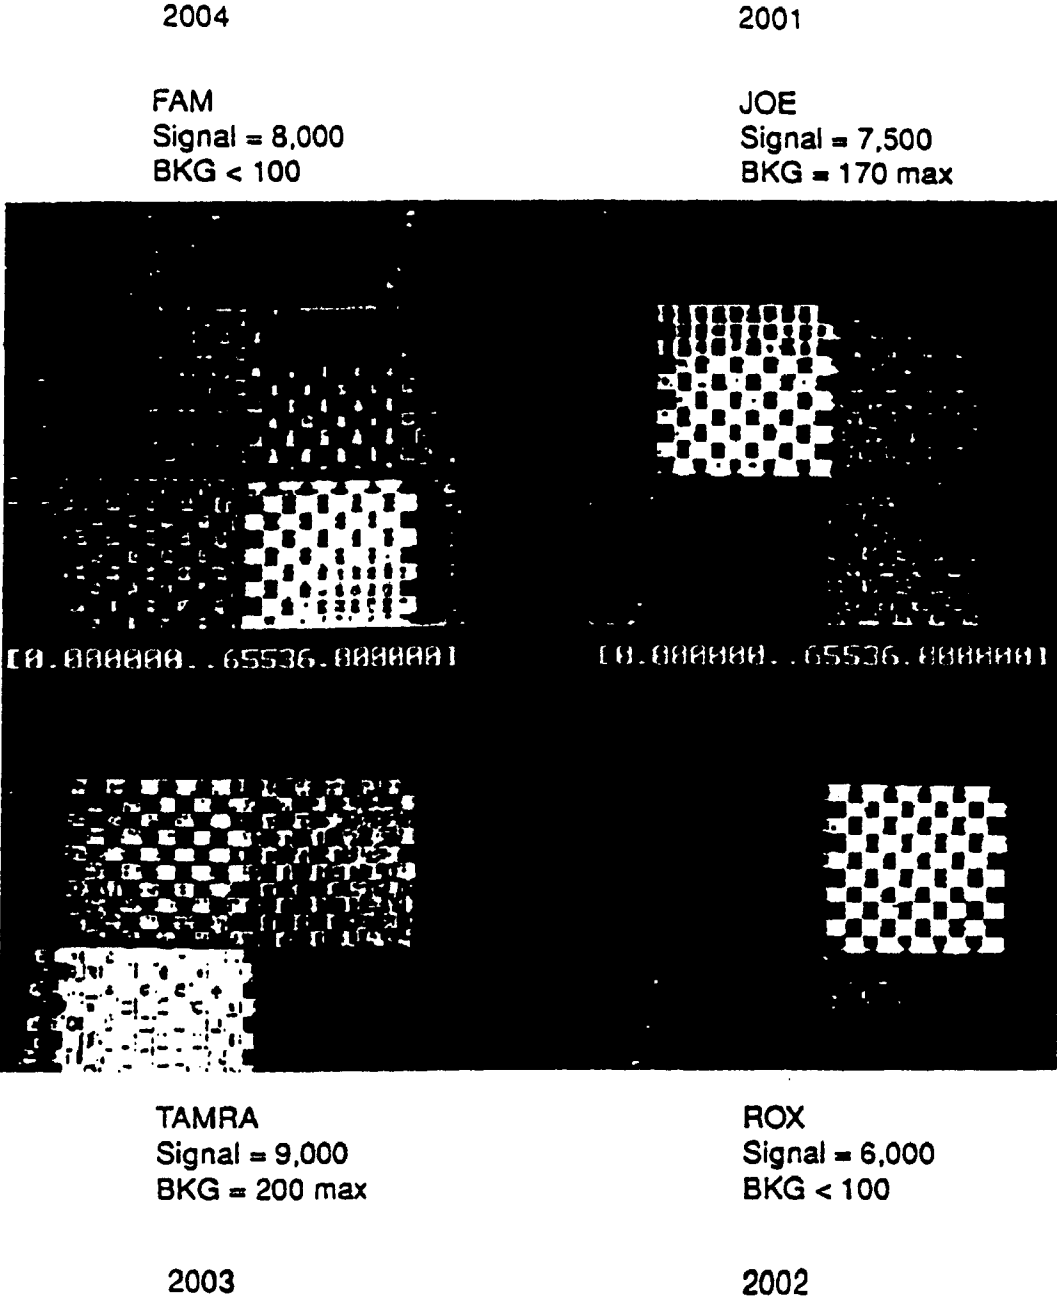 2004
2001
FAM
Signal = 8,000
BKG < 100
JOE
Signal = 7,500
BKG = 170 max
[0.000000..65536.000000]
[0.000000..65536.000000]
TAMRA
Signal = 9,000
BKG = 200 max
ROX
Signal = 6,000
BKG < 100
2003
2002